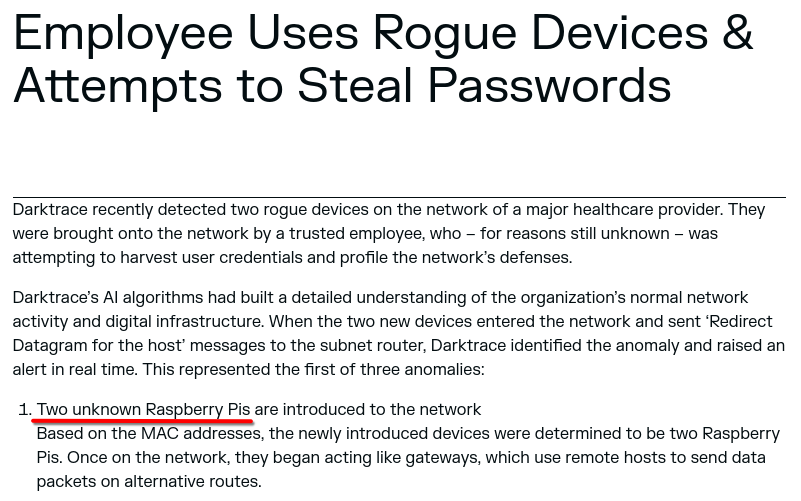 Employee Uses Rogue Devices &
Attempts to Steal Passwords
Darktrace recently detected two rogue devices on the network of a major healthcare provider. They
were brought onto the network by a trusted employee, who – for reasons still unknown – was
attempting to harvest user credentials and profile the network’s defenses.
Darktrace’s AI algorithms had built a detailed understanding of the organization’s normal network
activity and digital infrastructure. When the two new devices entered the network and sent ‘Redirect
Datagram for the host’ messages to the subnet router, Darktrace identified the anomaly and raised an
alert in real time. This represented the first of three anomalies:
1. Two unknown Raspberry Pis are introduced to the network
Based on the MAC addresses, the newly introduced devices were determined to be two Raspberry
Pis. Once on the network, they began acting like gateways, which use remote hosts to send data
packets on alternative routes.